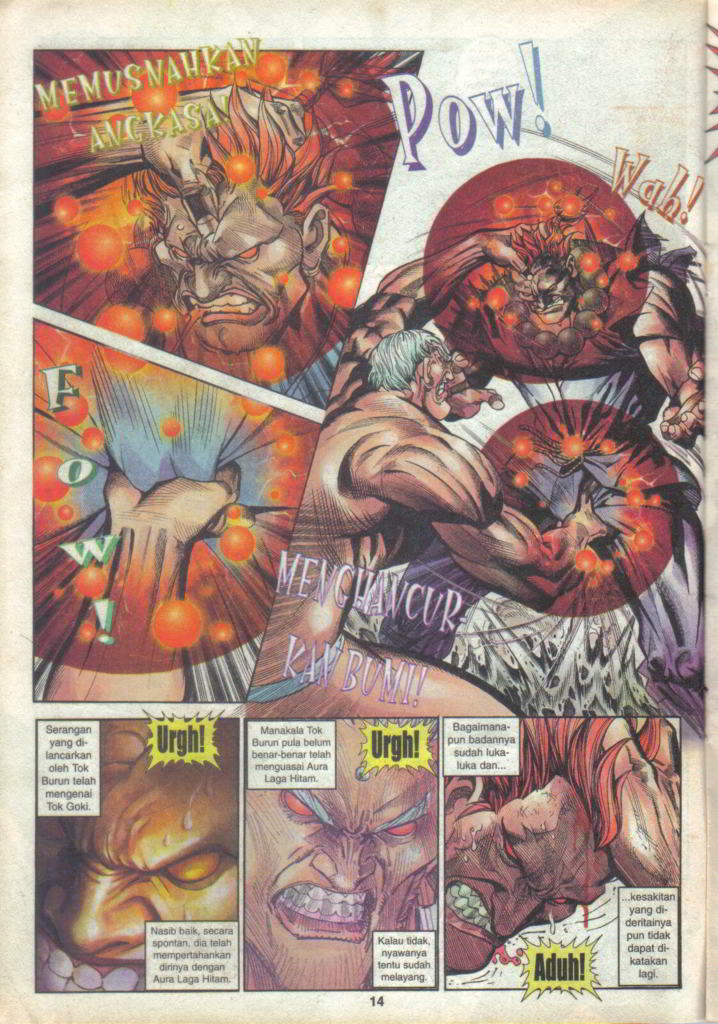 MEMUSNAHKAN
ANGKASA!
POW!
Wah!
FOW!
MENGHANCUR-
KAN BUMI!
Serangan
yang di-
lancarkan
oleh Tok
Burun telah
mengenai
Tok Goki.
Urgh!
Nasib baik, secara
spontan, dia telah
mempertahankan
dirinya dengan
Aura Laga Hitam.
Manakala Tok
Burun pula belum
benar-benar telah
menguasai Aura
Laga Hitam.
Urgh!
Kalau tidak,
nyawanya
tentu sudah
melayang.
Bagaimana-
pun badannya
sudah luka-
luka dan...
...kesakitan
yang di-
deritainya
pun tidak
dapat di-
katakan
lagi.
Aduh!
14